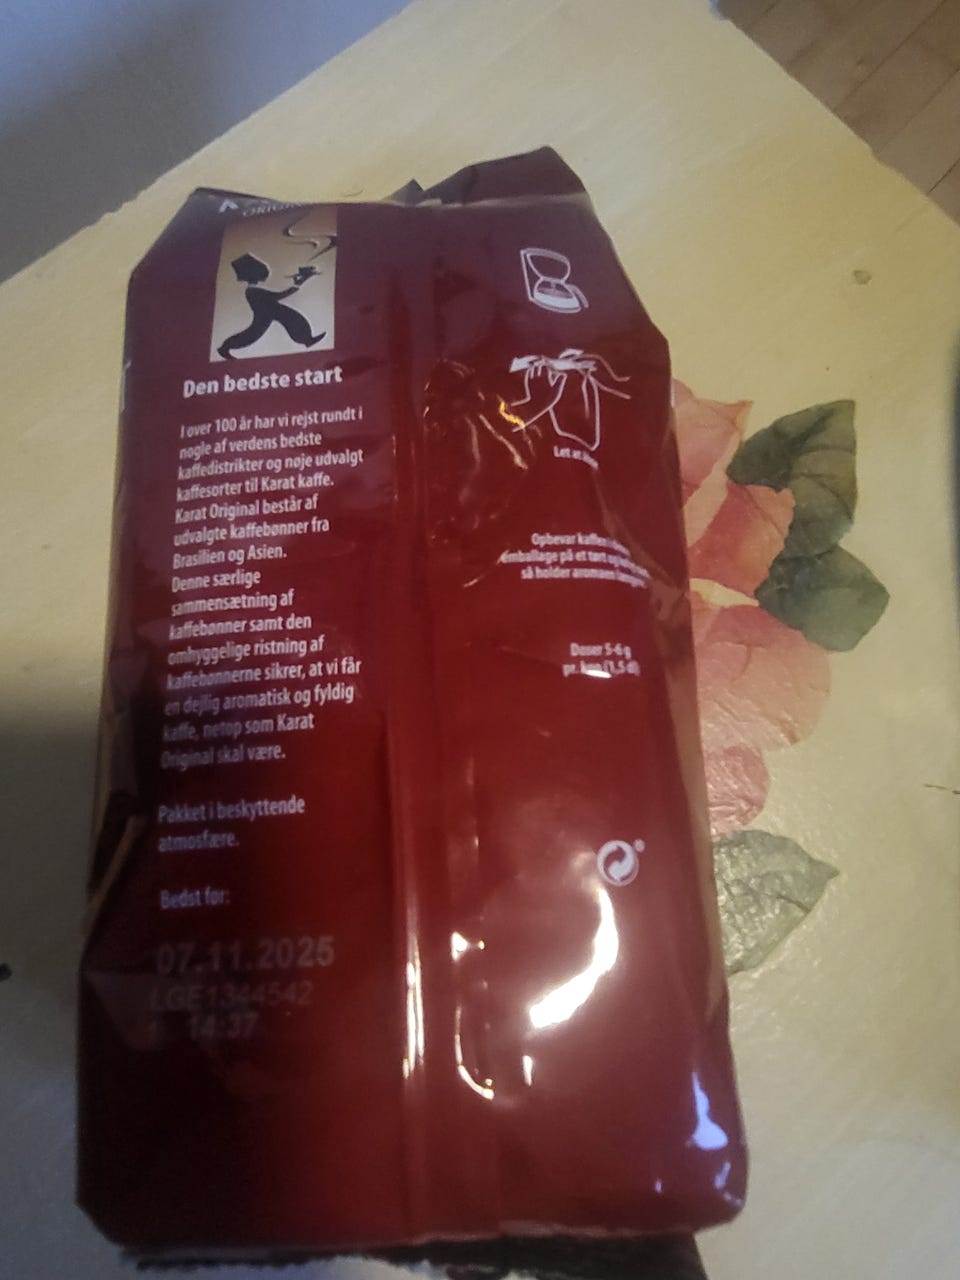 ORIGINAL
Den bedste start
I over 100 år har vi rejst rundt i
nogle af verdens bedste
kaffedistrikter og nøje udvalgt
kaffesorter til Karat kaffe.
Karat Original består af
udvalgte kaffebønner fra
Brasilien og Asien.
Denne særlige
sammensætning af
kaffebønner samt den
omhyggelige ristning af
kaffebønnerne sikrer, at vi får
en dejlig aromatisk og fyldig
kaffe, netop som Karat
Original skal være.
Pakket i beskyttende
atmosfære.
Bedst før:
07.11.2025
LGE1344542
14:37
Let at
Opbevar kaffen
emballage på et tørt og
så holder aromaen længere
Doser 5-6 g
pr. kop (1,5 dl)